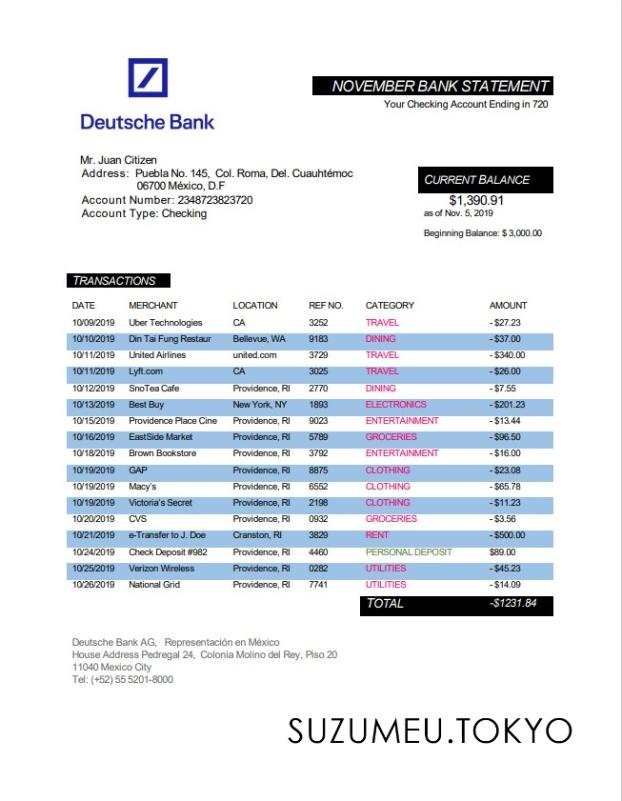 NOVEMBER BANK STATEMENT
Your Checking Account Ending in 720
Deutsche Bank
Mr. Juan Citizen
Address: Puebla No. 145, Col. Roma, Del. Cuauhtémoc
06700 México, D.F
Account Number: 2348723823720
Account Type: Checking
CURRENT BALANCE
$1,390.91
as of Nov. 5, 2019
Beginning Balance: $ 3,000.00
TRANSACTIONS
DATE MERCHANT LOCATION REF NO. CATEGORY AMOUNT
10/09/2019 Uber Technologies CA 3252 TRAVEL - $27.23
10/10/2019 Din Tai Fung Restaur Bellevue, WA 9183 DINING - $37.00
10/11/2019 United Airlines united.com 3729 TRAVEL - $340.00
10/11/2019 Lyft.com CA 3025 TRAVEL - $26.00
10/12/2019 SnoTea Cafe Providence, RI 2770 DINING - $7.55
10/13/2019 Best Buy New York, NY 1893 ELECTRONICS - $201.23
10/15/2019 Providence Place Cine Providence, RI 9023 ENTERTAINMENT - $13.44
10/16/2019 EastSide Market Providence, RI 5789 GROCERIES - $96.50
10/18/2019 Brown Bookstore Providence, RI 3792 ENTERTAINMENT - $16.00
10/19/2019 GAP Providence, RI 8875 CLOTHING - $23.08
10/19/2019 Macy's Providence, RI 6552 CLOTHING - $65.78
10/19/2019 Victoria's Secret Providence, RI 2198 CLOTHING - $11.23
10/20/2019 CVS Providence, RI 0932 GROCERIES - $3.56
10/21/2019 e-Transfer to J. Doe Cranston, RI 3829 RENT - $500.00
10/24/2019 Check Deposit #982 Providence, RI 4460 PERSONAL DEPOSIT $89.00
10/25/2019 Verizon Wireless Providence, RI 0282 UTILITIES - $45.23
10/26/2019 National Grid Providence, RI 7741 UTILITIES - $14.09
TOTAL -$1231.84
Deutsche Bank AG, Representación en México
House Address Pedregal 24, Colonia Molino del Rey, Piso 20
11040 Mexico City
Tel: (+52) 55 5201-8000
SUZUMEU.TOKYO